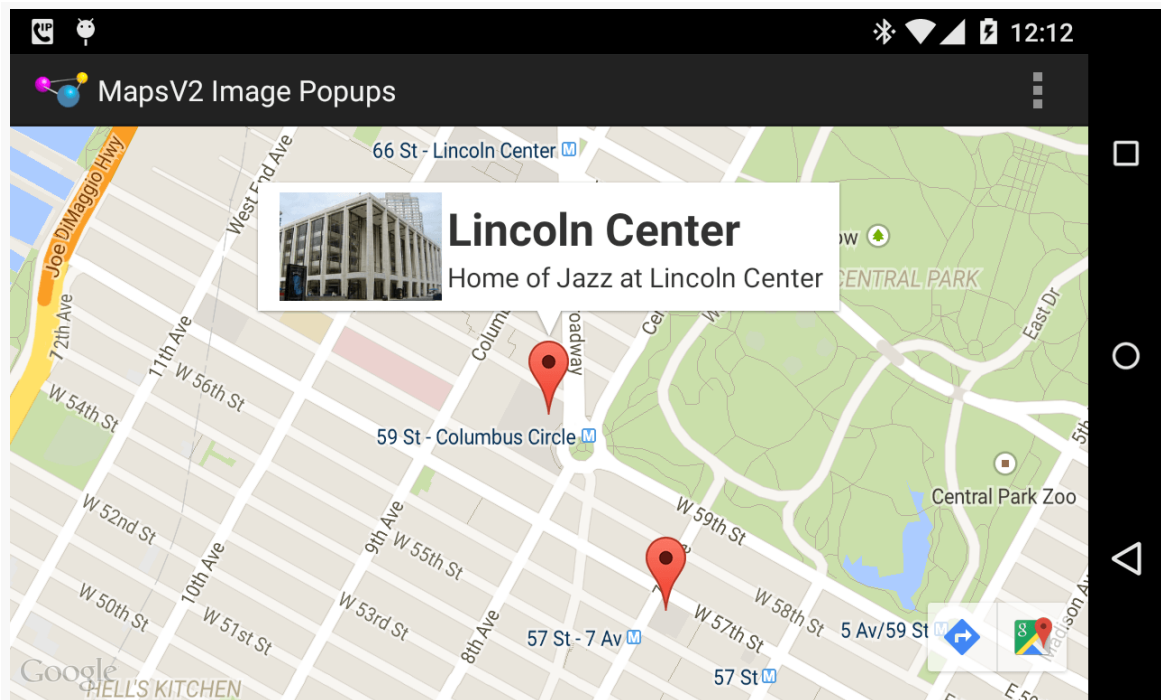 12:12
MapsV2 Image Popups
66 St - Lincoln Center M
Joe DiMaggio Hwy
West End Ave
Lincoln Center
Home of Jazz at Lincoln Center
CENTRAL PARK
East Dr
12th Ave
11th Ave
W 56th St
W 54th St
59 St - Columbus Circle M
5th
Central Park Zoo
W 52nd St
10th Ave
9th Ave
W 55th St
W 59th St
W 50th St
W 51st St
W 53rd St
8th Ave
57 St - 7 Av M
W 57th St
W 58th St
5 Av/59 St M
57 St M
Google
HELL'S KITCHEN